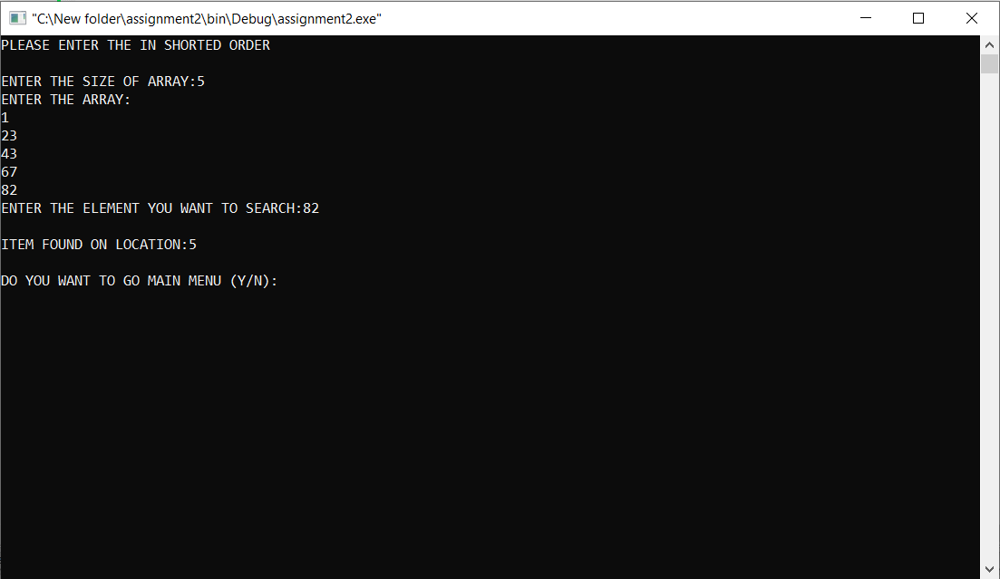 "C:\New folder\assignment2\bin\Debug\assignment2.exe"
PLEASE ENTER THE IN SHORTED ORDER
ENTER THE SIZE OF ARRAY:5
ENTER THE ARRAY:
1
23
43
67
82
ENTER THE ELEMENT YOU WANT TO SEARCH:82
ITEM FOUND ON LOCATION:5
DO YOU WANT TO GO MAIN MENU (Y/N):